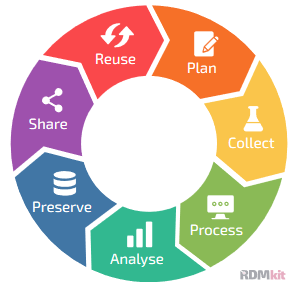 Reuse
Plan
Collect
Process
Analyse
Preserve
Share
RDMkit